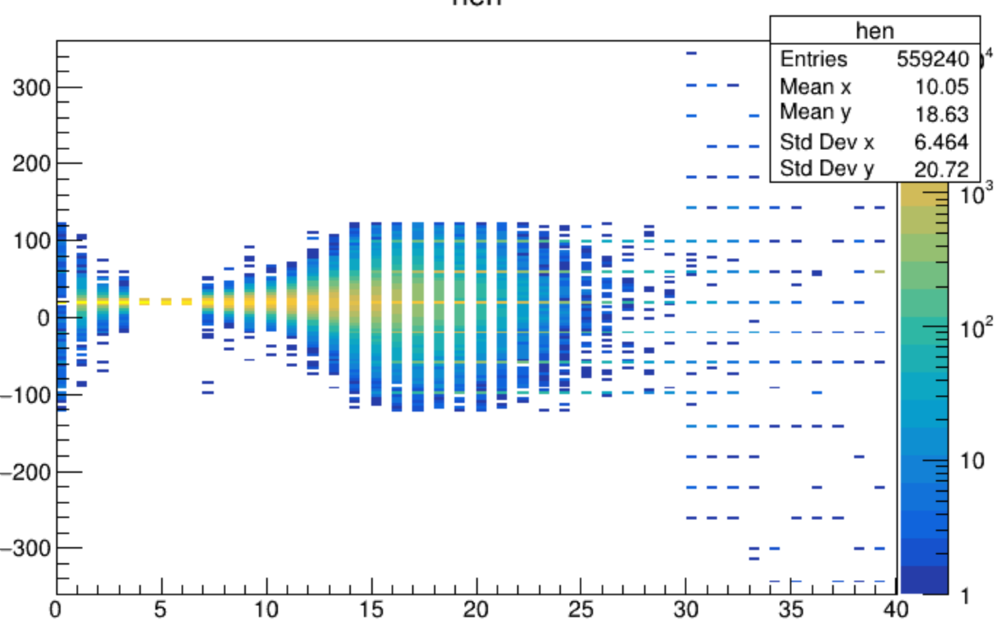 hen
hen
Entries 559240
Mean x 10.05
Mean y 18.63
Std Dev x 6.464
Std Dev y 20.72
300
200
100
0
−100
−200
−300
0 5 10 15 20 25 30 35 40
10³
10²
10
1